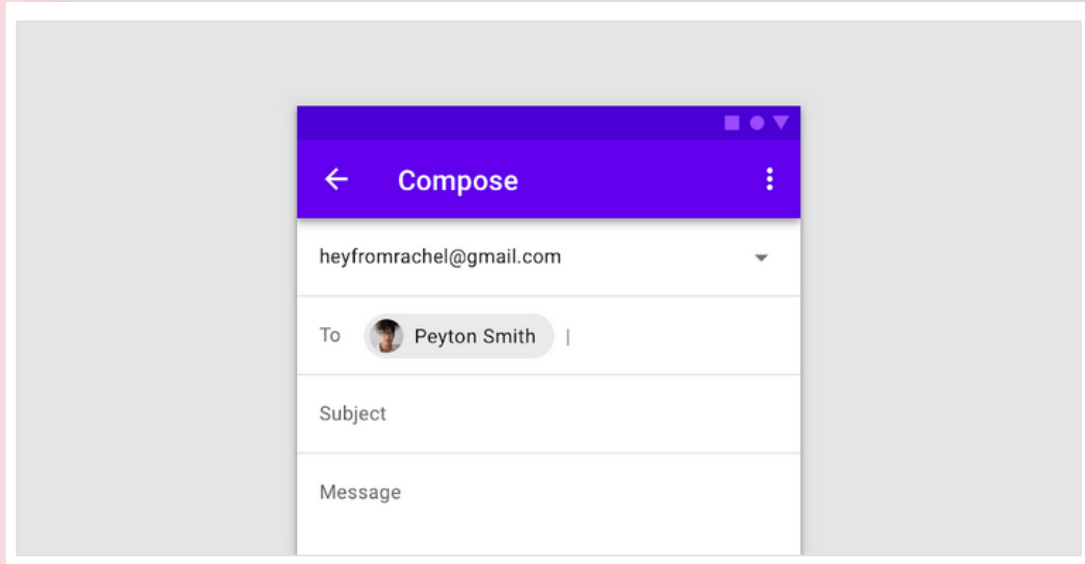 Compose
heyfromrachel@gmail.com
To Peyton Smith
Subject
Message